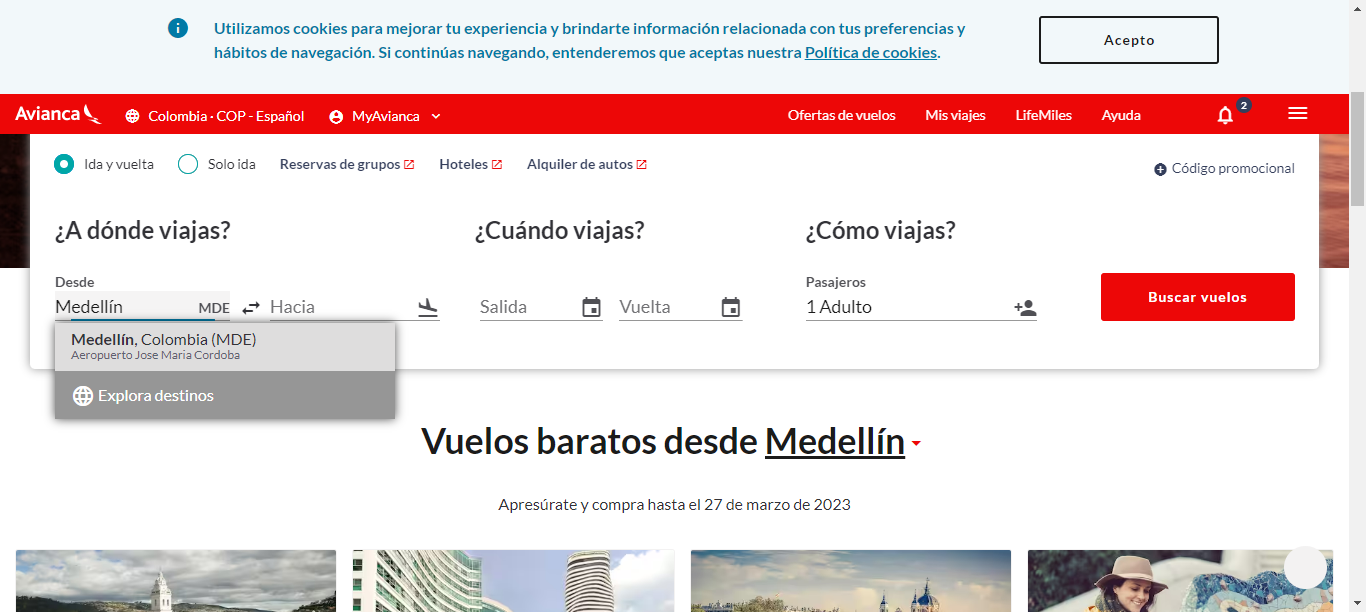 Utilizamos cookies para mejorar tu experiencia y brindarte información relacionada con tus preferencias y
hábitos de navegación. Si continúas navegando, entenderemos que aceptas nuestra Política de cookies.
Acepto
Avianca
Colombia · COP - Español
MyAvianca
Ofertas de vuelos
Mis viajes
LifeMiles
Ayuda
2
Ida y vuelta
Solo ida
Reservas de grupos
Hoteles
Alquiler de autos
Código promocional
¿A dónde viajas?
¿Cuándo viajas?
¿Cómo viajas?
Desde
Pasajeros
Medellín MDE
Hacia
Salida
Vuelta
1 Adulto
Buscar vuelos
Medellín, Colombia (MDE)
Aeropuerto Jose Maria Cordoba
Explora destinos
Vuelos baratos desde Medellín
Apresúrate y compra hasta el 27 de marzo de 2023